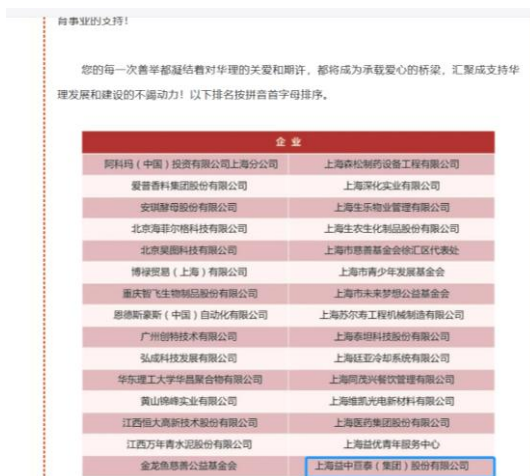 育事业的支持！
您的每一次善举都凝结着对华理的关爱和期许，都将成为承载爱心的桥梁，汇聚成支持华
理发展和建设的不竭动力！以下排名按拼音首字母排序。
企 业
阿科玛（中国）投资有限公司上海分公司 上海森松制药设备工程有限公司
爱普香料集团股份有限公司 上海深化实业有限公司
安琪酵母股份有限公司 上海生乐物业管理有限公司
北京海菲尔格科技有限公司 上海生农生化制品股份有限公司
北京昊图科技有限公司 上海市慈善基金会徐汇区代表处
博禄贸易（上海）有限公司 上海市青少年发展基金会
重庆智飞生物制品股份有限公司 上海市未来梦想公益基金会
恩德斯豪斯（中国）自动化有限公司 上海苏尔寿工程机械制造有限公司
广州创特技术有限公司 上海泰坦科技股份有限公司
弘成科技发展有限公司 上海廷亚冷却系统有限公司
华东理工大学华昌聚合物有限公司 上海同茂兴餐饮管理有限公司
黄山锦峰实业有限公司 上海维凯光电新材料有限公司
江西恒大高新技术股份有限公司 上海医药集团股份有限公司
江西万年青水泥股份有限公司 上海益优青年服务中心
金龙鱼慈善公益基金会 上海益中亘泰（集团）股份有限公司